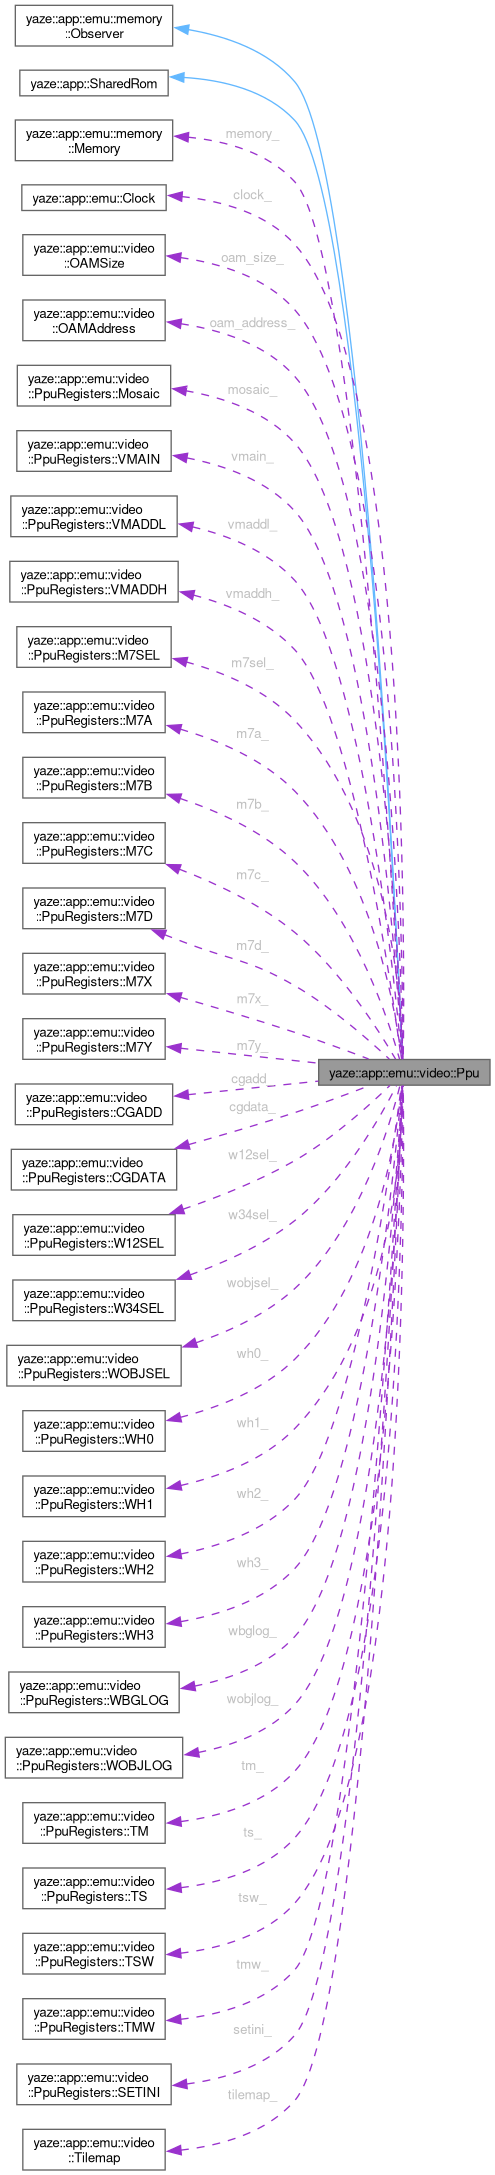 yaze::app::emu::memory
::Observer
yaze::app::SharedRom
yaze::app::emu::memory
::Memory
memory_
yaze::app::emu::Clock
clock_
yaze::app::emu::video
::OAMSize
oam_size_
yaze::app::emu::video
::OAMAddress
oam_address_
yaze::app::emu::video
::PpuRegisters::Mosaic
mosaic_
yaze::app::emu::video
::PpuRegisters::VMAIN
vmain_
yaze::app::emu::video
::PpuRegisters::VMADDL
vmaddl_
yaze::app::emu::video
::PpuRegisters::VMADDH
vmaddh_
yaze::app::emu::video
::PpuRegisters::M7SEL
m7sel_
yaze::app::emu::video
::PpuRegisters::M7A
m7a_
yaze::app::emu::video
::PpuRegisters::M7B
m7b_
yaze::app::emu::video
::PpuRegisters::M7C
m7c_
yaze::app::emu::video
::PpuRegisters::M7D
m7d_
yaze::app::emu::video
::PpuRegisters::M7X
m7x_
yaze::app::emu::video
::PpuRegisters::M7Y
m7y_
yaze::app::emu::video::Ppu
yaze::app::emu::video
::PpuRegisters::CGADD
cgadd_
yaze::app::emu::video
::PpuRegisters::CGDATA
cgdata_
yaze::app::emu::video
::PpuRegisters::W12SEL
w12sel_
yaze::app::emu::video
::PpuRegisters::W34SEL
w34sel_
yaze::app::emu::video
::PpuRegisters::WOBJSEL
wobjsel_
yaze::app::emu::video
::PpuRegisters::WH0
wh0_
yaze::app::emu::video
::PpuRegisters::WH1
wh1_
yaze::app::emu::video
::PpuRegisters::WH2
wh2_
yaze::app::emu::video
::PpuRegisters::WH3
wh3_
yaze::app::emu::video
::PpuRegisters::WBGLOG
wbglog_
yaze::app::emu::video
::PpuRegisters::WOBJLOG
wobjlog_
yaze::app::emu::video
::PpuRegisters::TM
tm_
yaze::app::emu::video
::PpuRegisters::TS
ts_
yaze::app::emu::video
::PpuRegisters::TSW
tsw_
yaze::app::emu::video
::PpuRegisters::TMW
tmw_
yaze::app::emu::video
::PpuRegisters::SETINI
setini_
yaze::app::emu::video
::Tilemap
tilemap_